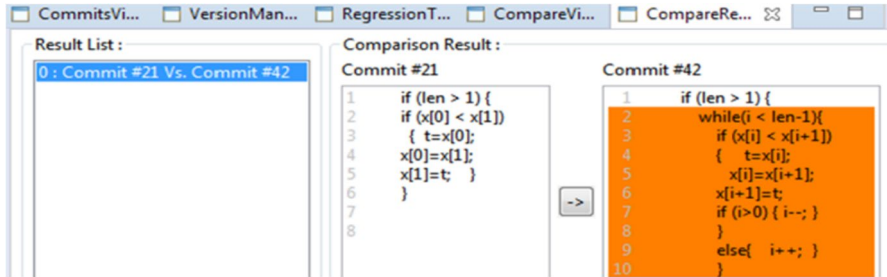 CommitsVi... VersionMan... RegressionT... CompareVi... CompareRe...
Result List :
0 : Commit #21 Vs. Commit #42
Comparison Result :
Commit #21
1 if (len > 1) {
2 if (x[0] < x[1])
3 { t=x[0];
4 x[0]=x[1];
5 x[1]=t; }
6 }
7
8
->
Commit #42
1 if (len > 1) {
2 while(i < len-1){
3 if (x[i] < x[i+1])
4 { t=x[i];
5 x[i]=x[i+1];
6 x[i+1]=t;
7 if (i>0) { i--; }
8 }
9 else{ i++; }
10 }